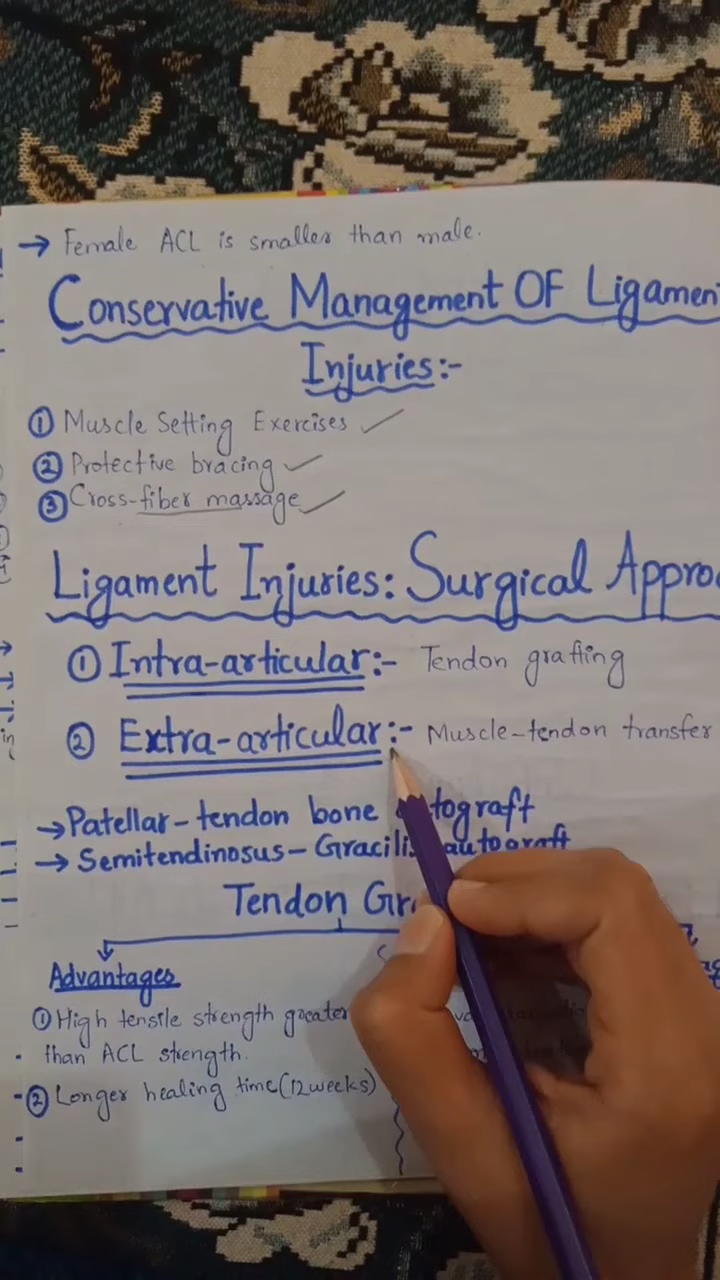 → Female ACL is smaller than male.
Conservative Management OF Ligamen
Injuries:-
① Muscle Setting Exercises ✓
② Protective bracing ✓
③ Cross-fiber massage ✓
Ligament Injuries: Surgical Appro
① Intra-articular:- Tendon grafting
② Extra-articular:- Muscle-tendon transfer
→ Patellar-tendon bone tograft
→ Semitendinosus-Gracilis autograft
Tendon Gr
Advantages
① High tensile strength greater
than ACL strength.
② Longer healing time (12 weeks)